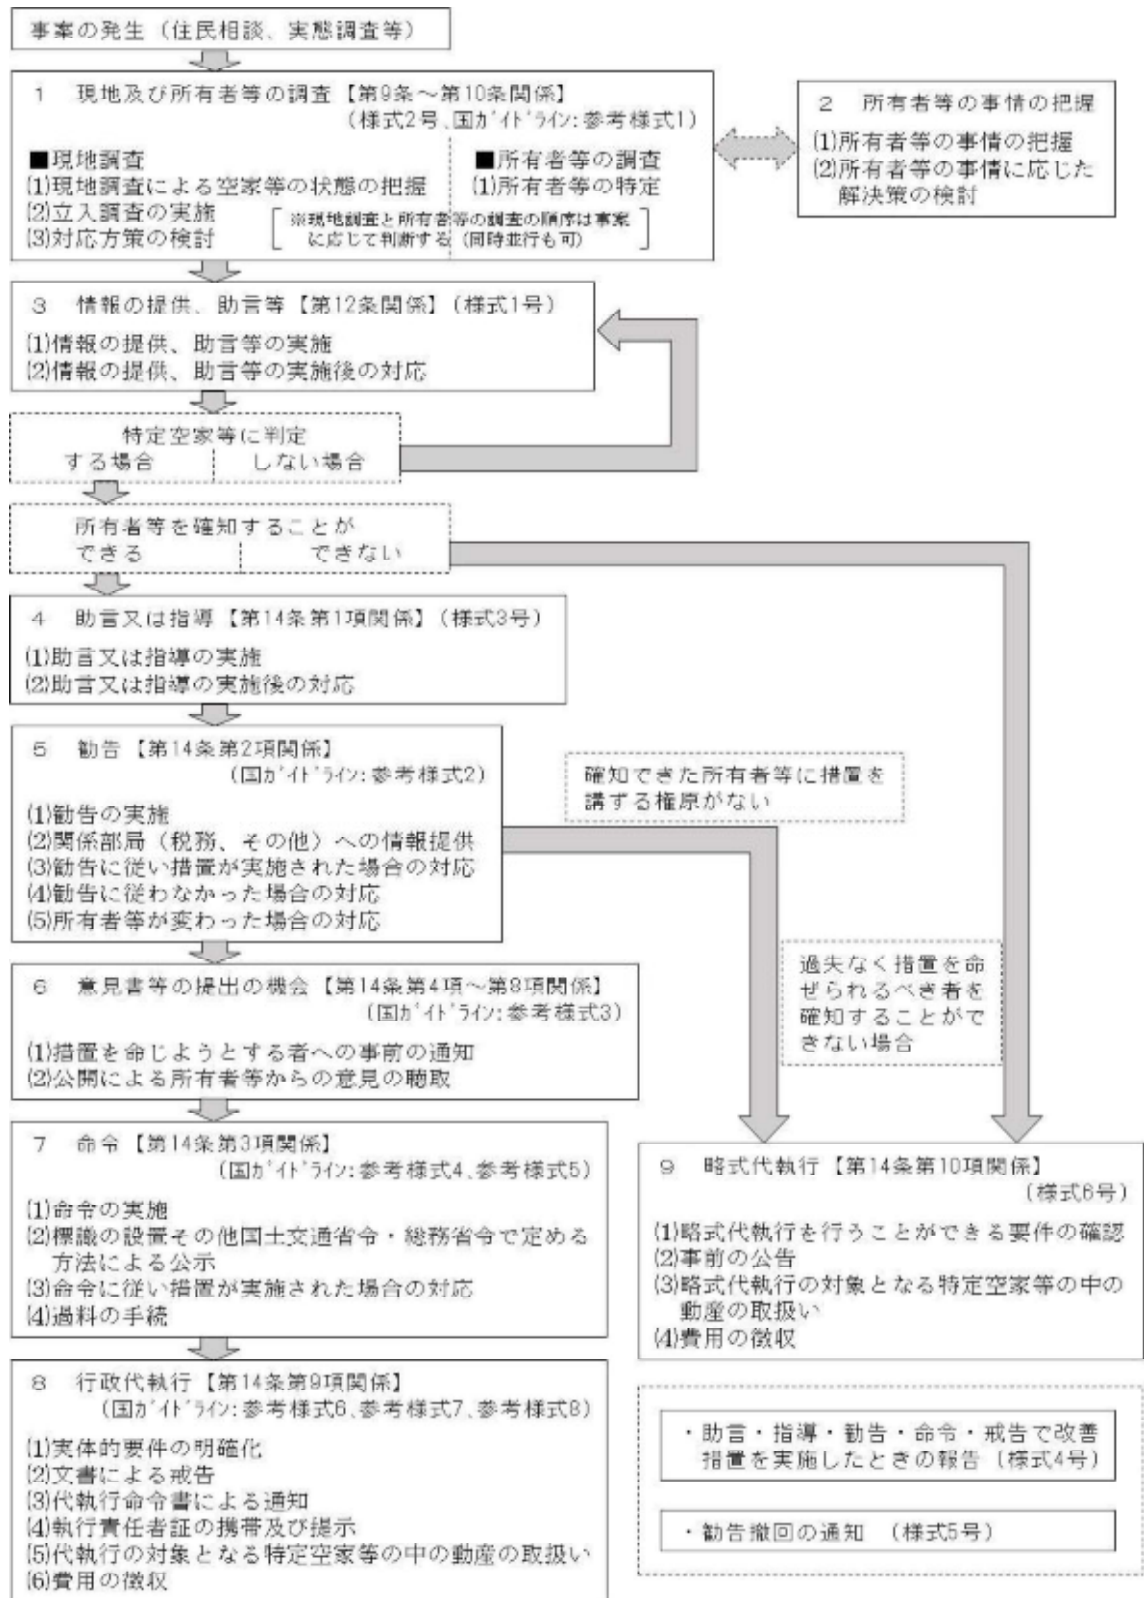 事案の発生（住民相談、実態調査等）
1　現地及び所有者等の調査【第9条～第10条関係】
（様式2号、国ｶﾞｲﾄﾞﾗｲﾝ：参考様式1）
■現地調査
(1)現地調査による空家等の状態の把握
(2)立入調査の実施
(3)対応方策の検討
■所有者等の調査
(1)所有者等の特定
※現地調査と所有者等の調査の順序は事案
に応じて判断する（同時並行も可）
2　所有者等の事情の把握
(1)所有者等の事情の把握
(2)所有者等の事情に応じた
解決策の検討
3　情報の提供、助言等【第12条関係】（様式1号）
(1)情報の提供、助言等の実施
(2)情報の提供、助言等の実施後の対応
特定空家等に判定
する場合　しない場合
所有者等を確知することが
できる　できない
4　助言又は指導【第14条第1項関係】（様式3号）
(1)助言又は指導の実施
(2)助言又は指導の実施後の対応
5　勧告【第14条第2項関係】
（国ｶﾞｲﾄﾞﾗｲﾝ：参考様式2）
(1)勧告の実施
(2)関係部局（税務、その他）への情報提供
(3)勧告に従い措置が実施された場合の対応
(4)勧告に従わなかった場合の対応
(5)所有者等が変わった場合の対応
確知できた所有者等に措置を
講ずる権原がない
過失なく措置を命
ぜられるべき者を
確知することがで
きない場合
6　意見書等の提出の機会【第14条第4項～第8項関係】
（国ｶﾞｲﾄﾞﾗｲﾝ：参考様式3）
(1)措置を命じようとする者への事前の通知
(2)公開による所有者等からの意見の聴取
7　命令【第14条第3項関係】
（国ｶﾞｲﾄﾞﾗｲﾝ：参考様式4、参考様式5）
(1)命令の実施
(2)標識の設置その他国土交通省令・総務省令で定める
方法による公示
(3)命令に従い措置が実施された場合の対応
(4)過料の手続
8　行政代執行【第14条第9項関係】
（国ｶﾞｲﾄﾞﾗｲﾝ：参考様式6、参考様式7、参考様式8）
(1)実体的要件の明確化
(2)文書による戒告
(3)代執行命令書による通知
(4)執行責任者証の携帯及び提示
(5)代執行の対象となる特定空家等の中の動産の取扱い
(6)費用の徴収
9　略式代執行【第14条第10項関係】
（様式6号）
(1)略式代執行を行うことができる要件の確認
(2)事前の公告
(3)略式代執行の対象となる特定空家等の中の
動産の取扱い
(4)費用の徴収
・助言・指導・勧告・命令・戒告で改善
措置を実施したときの報告（様式4号）
・勧告撤回の通知　（様式5号）